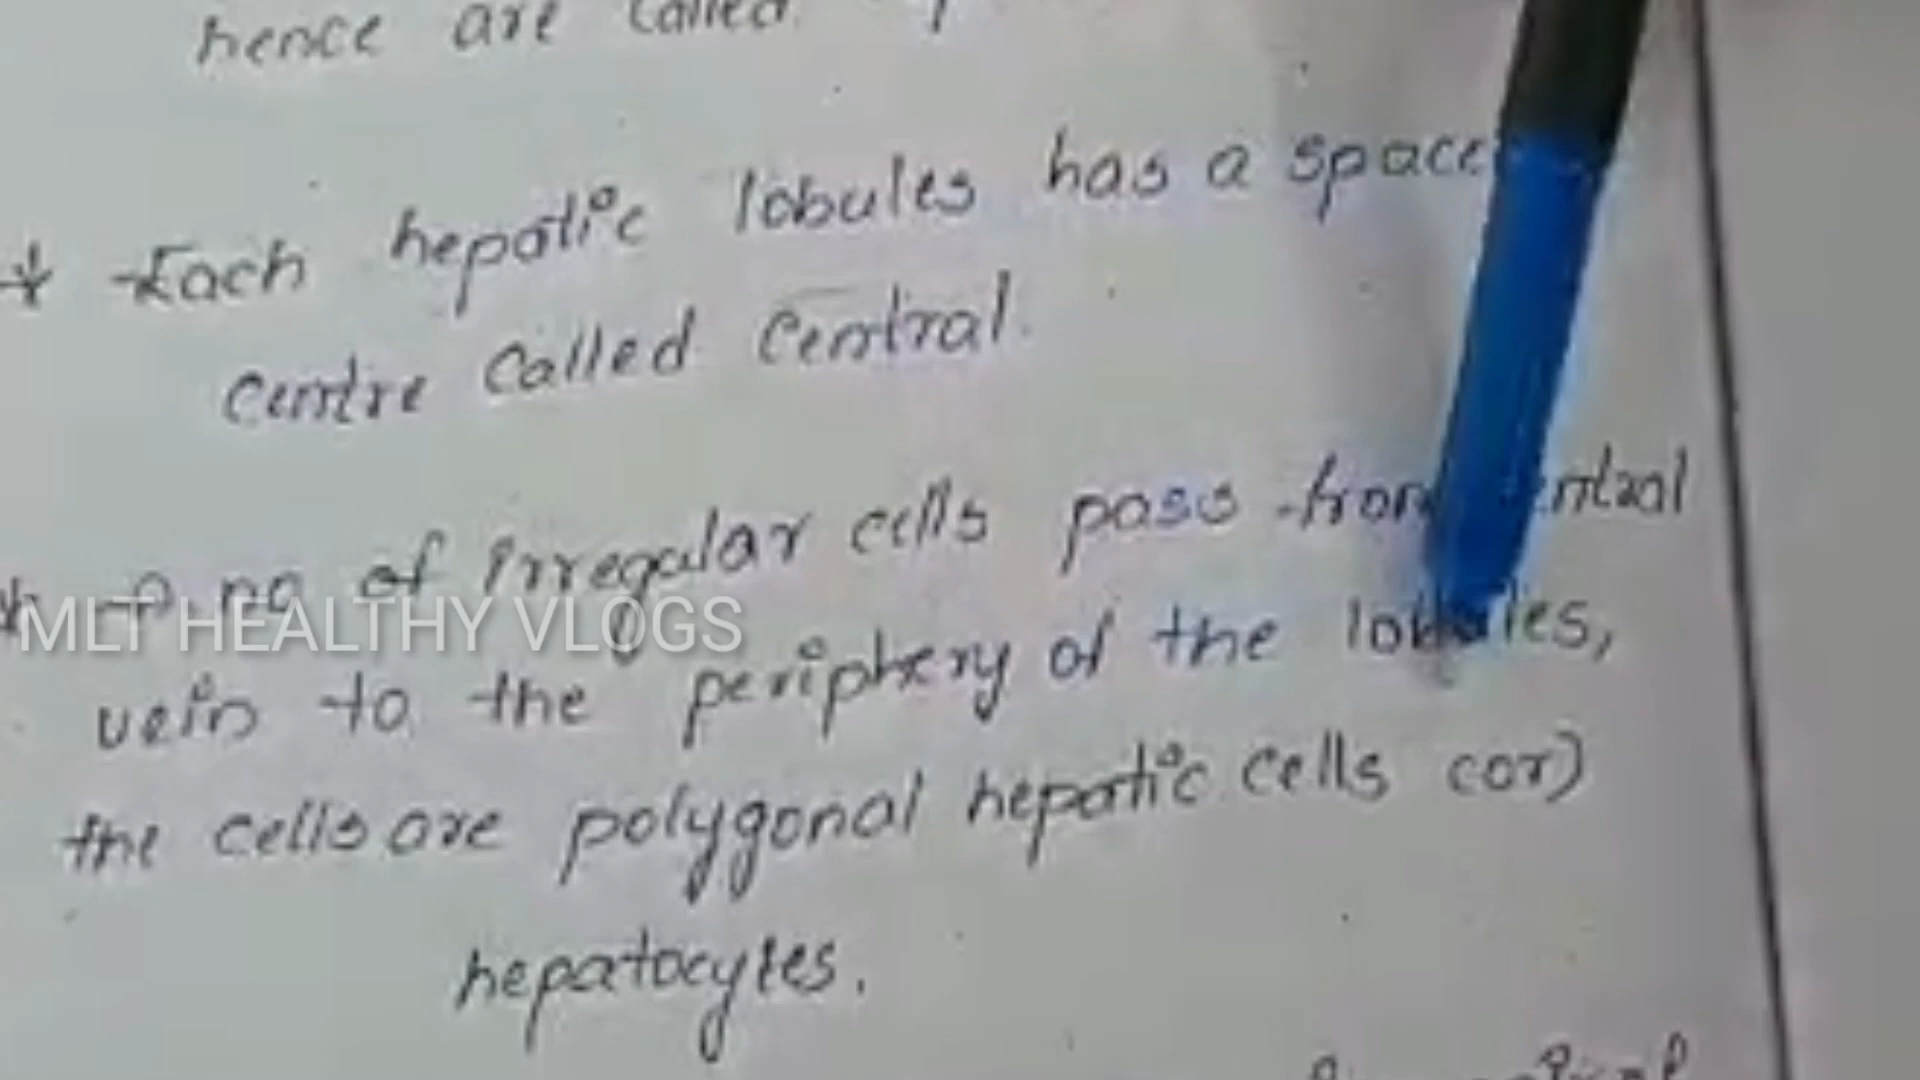 hence are called
* Each hepatic lobules has a space
centre called central.
no of irregular cells pass from central
MLT HEALTHY VLOGS
vein to the periphery of the lobules,
the cells are polygonal hepatic cells (or)
hepatocytes.